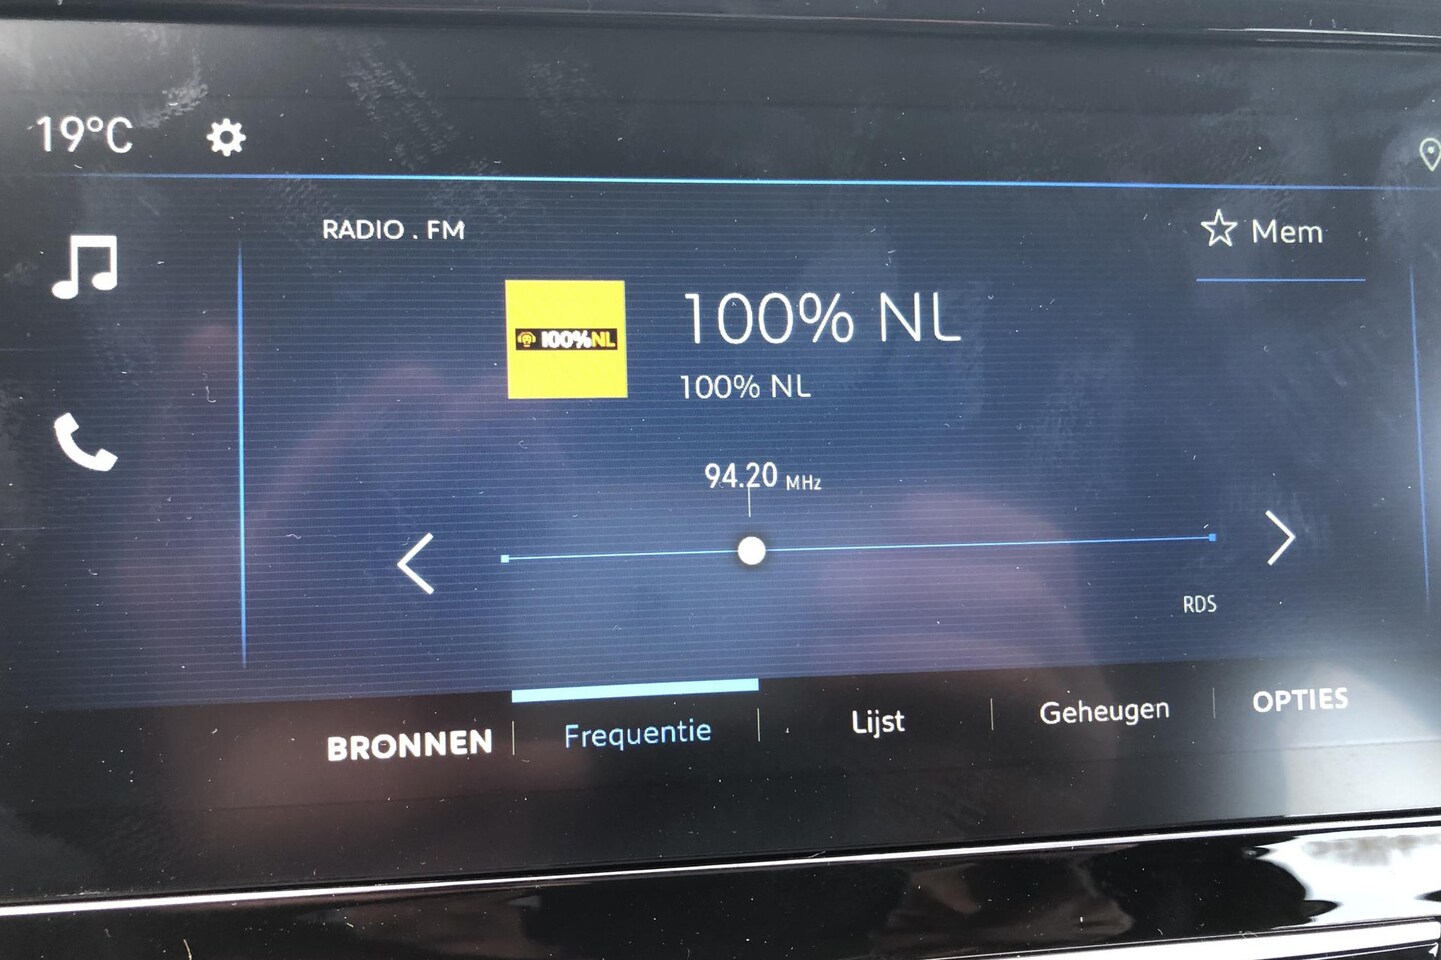 19°C
RADIO . FM
Mem
100%NL
100% NL
100% NL
94.20 MHz
RDS
BRONNEN
Frequentie
Lijst
Geheugen
OPTIES